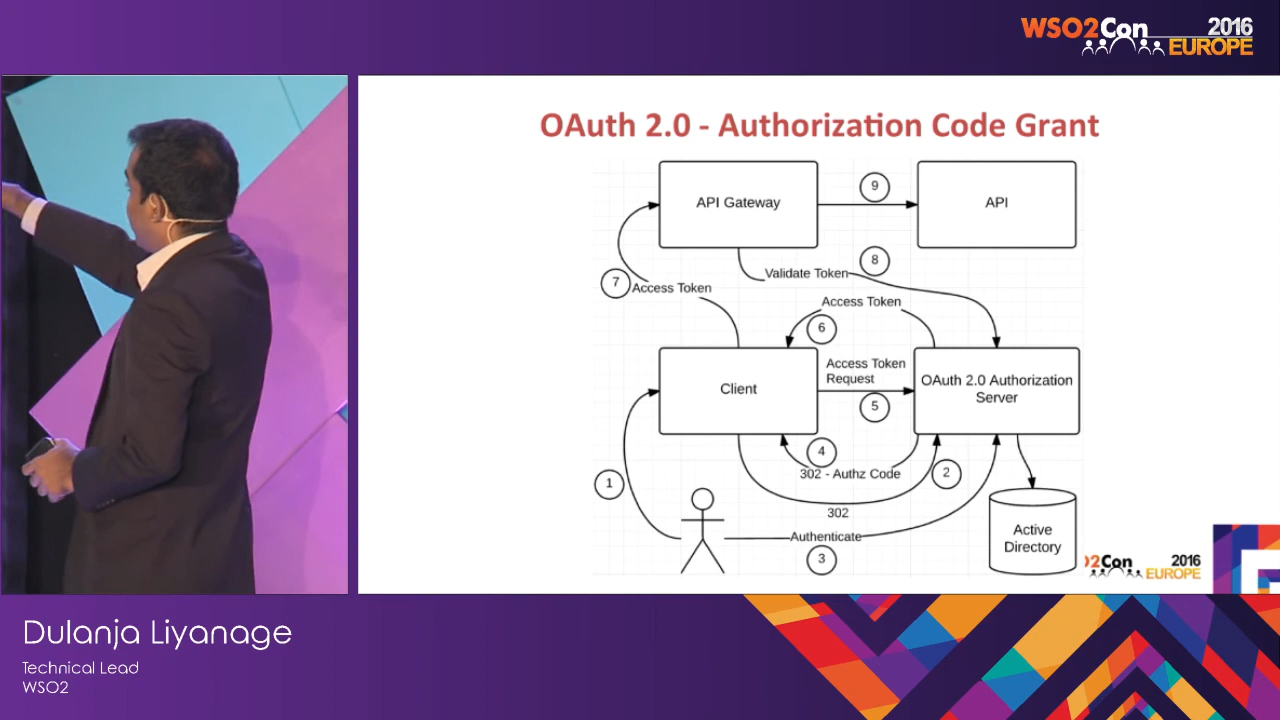 WSO2Con 2016
EUROPE
OAuth 2.0 - Authorization Code Grant
API Gateway
9
API
8
Validate Token
7
Access Token
Access Token
6
Client
Access Token
Request
5
OAuth 2.0 Authorization
Server
4
302 - Authz Code
2
1
302
Authenticate
3
Active
Directory
O2Con 2016
EUROPE
Dulanja Liyanage
Technical Lead
WSO2